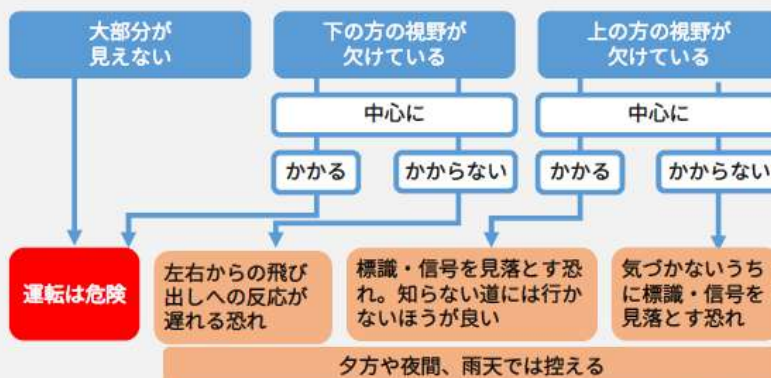 大部分が
見えない
下の方の視野が
欠けている
上の方の視野が
欠けている
中心に
中心に
かかる
かからない
かかる
かからない
運転は危険
左右からの飛び
出しへの反応が
遅れる恐れ
標識・信号を見落とす恐
れ。知らない道には行か
ないほうが良い
気づかないうち
に標識・信号を
見落とす恐れ
夕方や夜間、雨天では控える